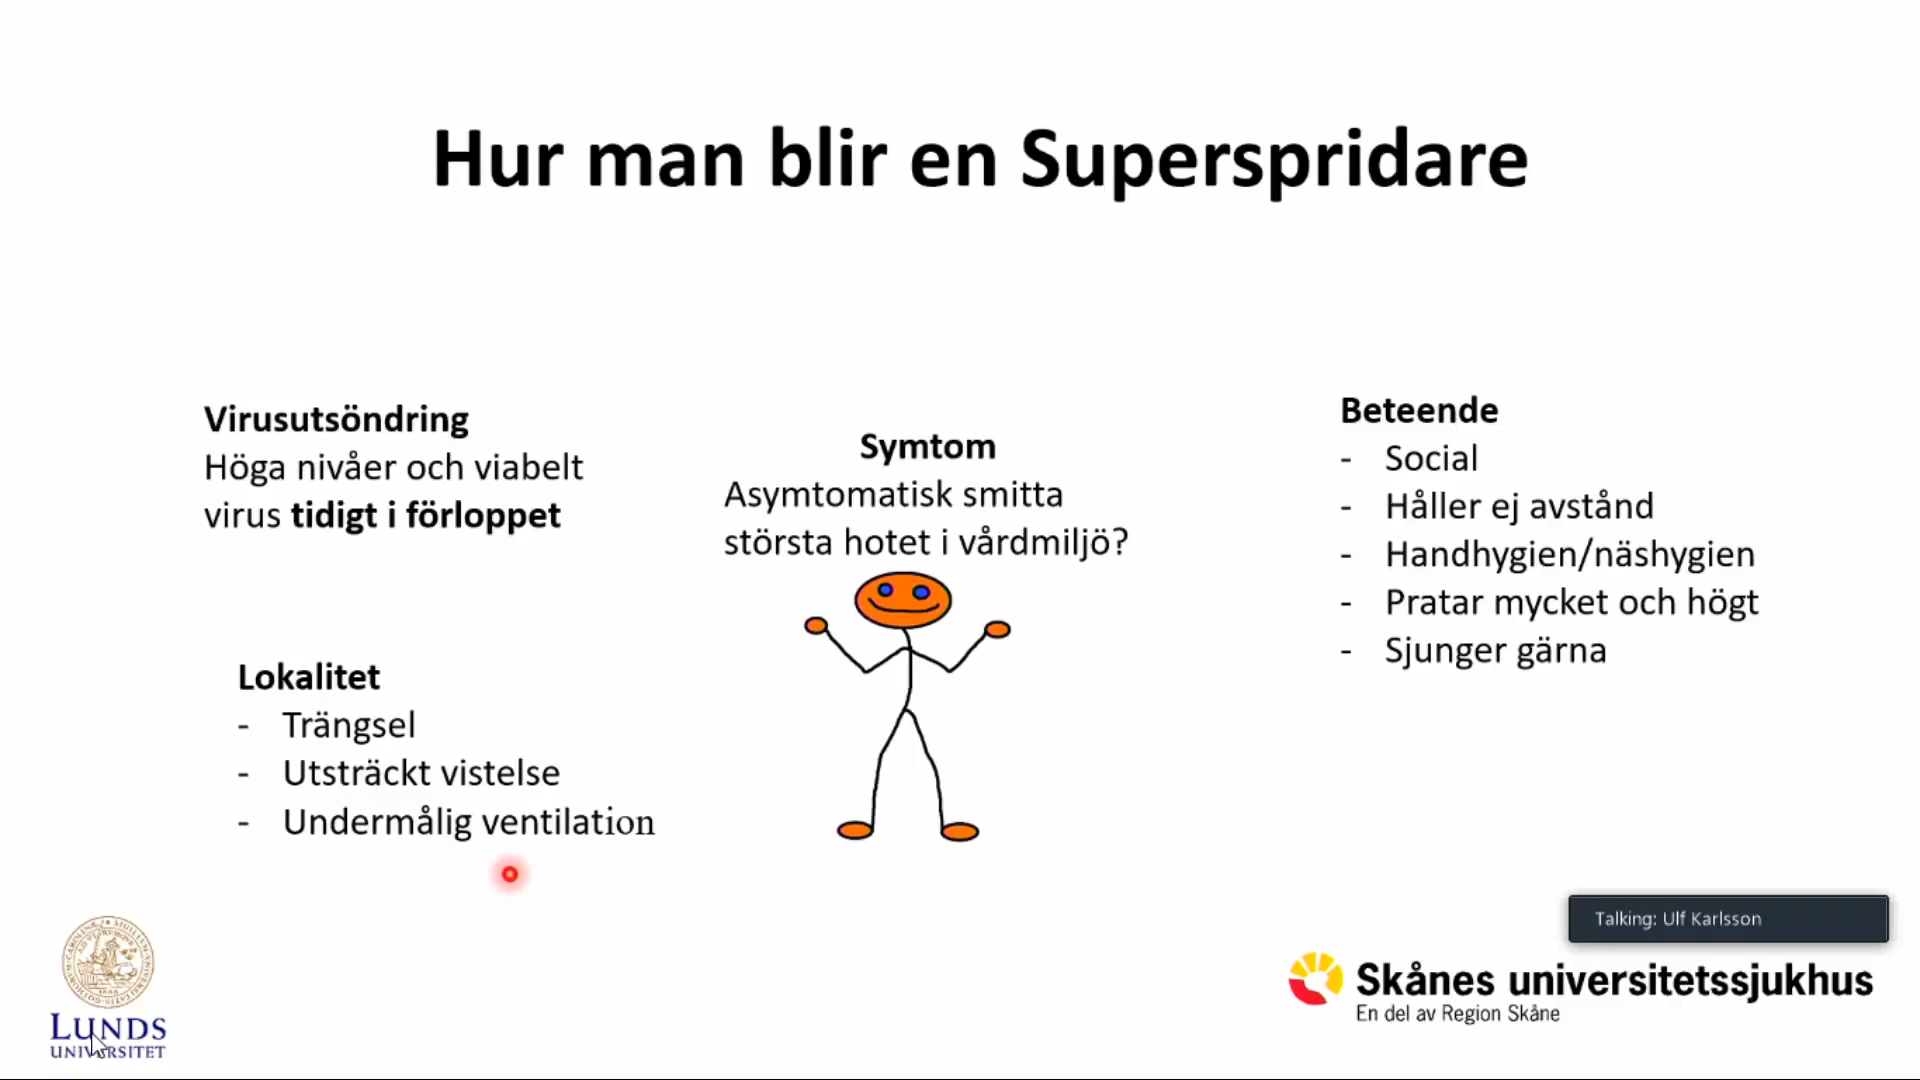 Hur man blir en Superspridare
Virusutsöndring
Höga nivåer och viabelt
virus tidigt i förloppet
Symtom
Asymtomatisk smitta
största hotet i vårdmiljö?
Beteende
- Social
- Håller ej avstånd
- Handhygien/näshygien
- Pratar mycket och högt
- Sjunger gärna
Lokalitet
- Trängsel
- Utsträckt vistelse
- Undermålig ventilation
Talking: Ulf Karlsson
LUNDS
UNIVERSITET
Skånes universitetssjukhus
En del av Region Skåne